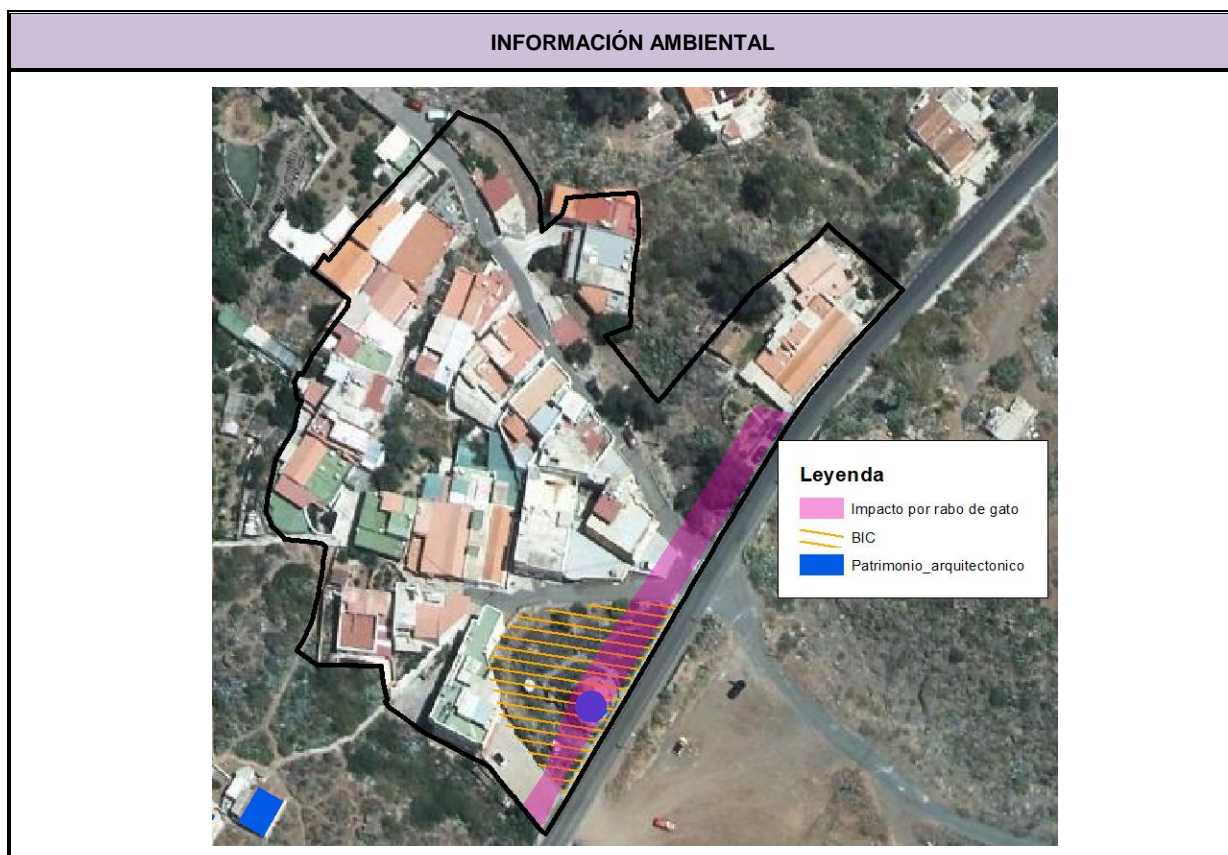 INFORMACIÓN AMBIENTAL
Leyenda
Impacto por rabo de gato
BIC
Patrimonio_arquitectonico